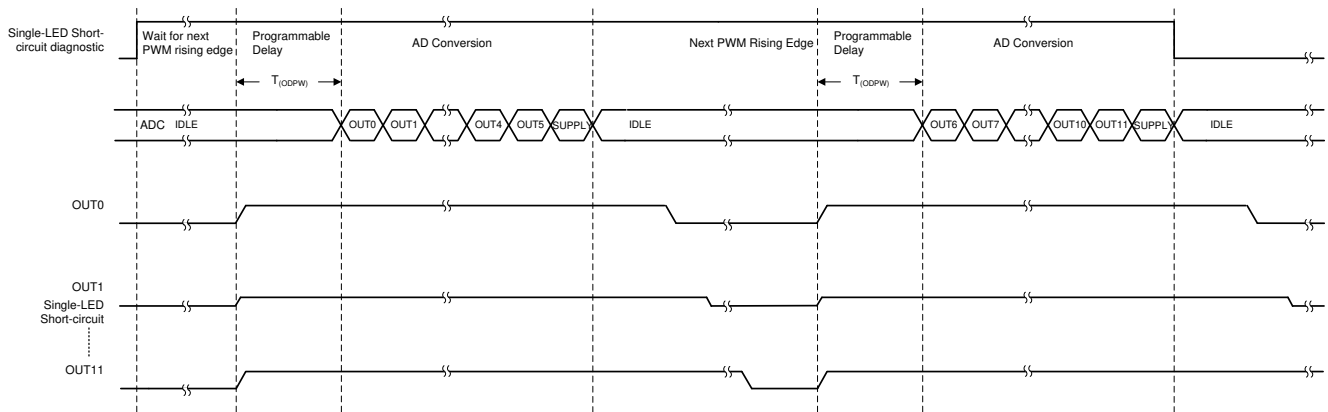 Single-LED Short-
circuit diagnostic
Wait for next
PWM rising edge
Programmable
Delay
AD Conversion
Next PWM Rising Edge
Programmable
Delay
AD Conversion
T(ODPW)
T(ODPW)
ADC IDLE
OUT0
OUT1
OUT4
OUT5
SUPPLY
IDLE
OUT6
OUT7
OUT10
OUT11
SUPPLY
IDLE
OUT0
OUT1
Single-LED
Short-circuit
OUT11